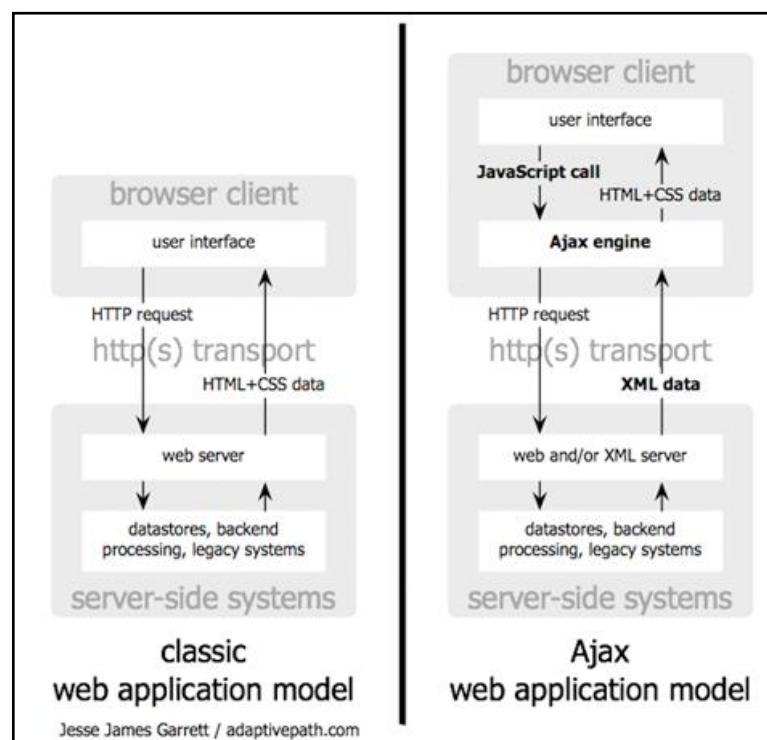 browser client
user interface
HTTP request
http(s) transport
HTML+CSS data
web server
datastores, backend
processing, legacy systems
server-side systems
classic
web application model
Jesse James Garrett / adaptivepath.com
browser client
user interface
JavaScript call
HTML+CSS data
Ajax engine
HTTP request
http(s) transport
XML data
web and/or XML server
datastores, backend
processing, legacy systems
server-side systems
Ajax
web application model